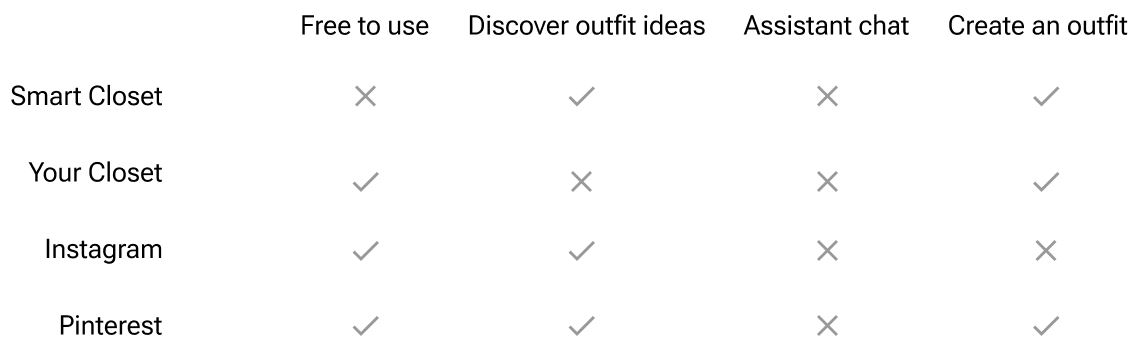 Free to use Discover outfit ideas Assistant chat Create an outfit
Smart Closet
Your Closet
Instagram
Pinterest